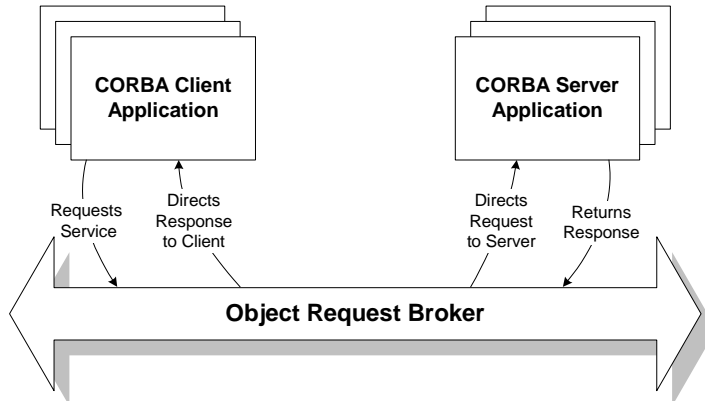 CORBA Client
Application
CORBA Server
Application
Requests
Service
Directs
Response
to Client
Directs
Request
to Server
Returns
Response
Object Request Broker